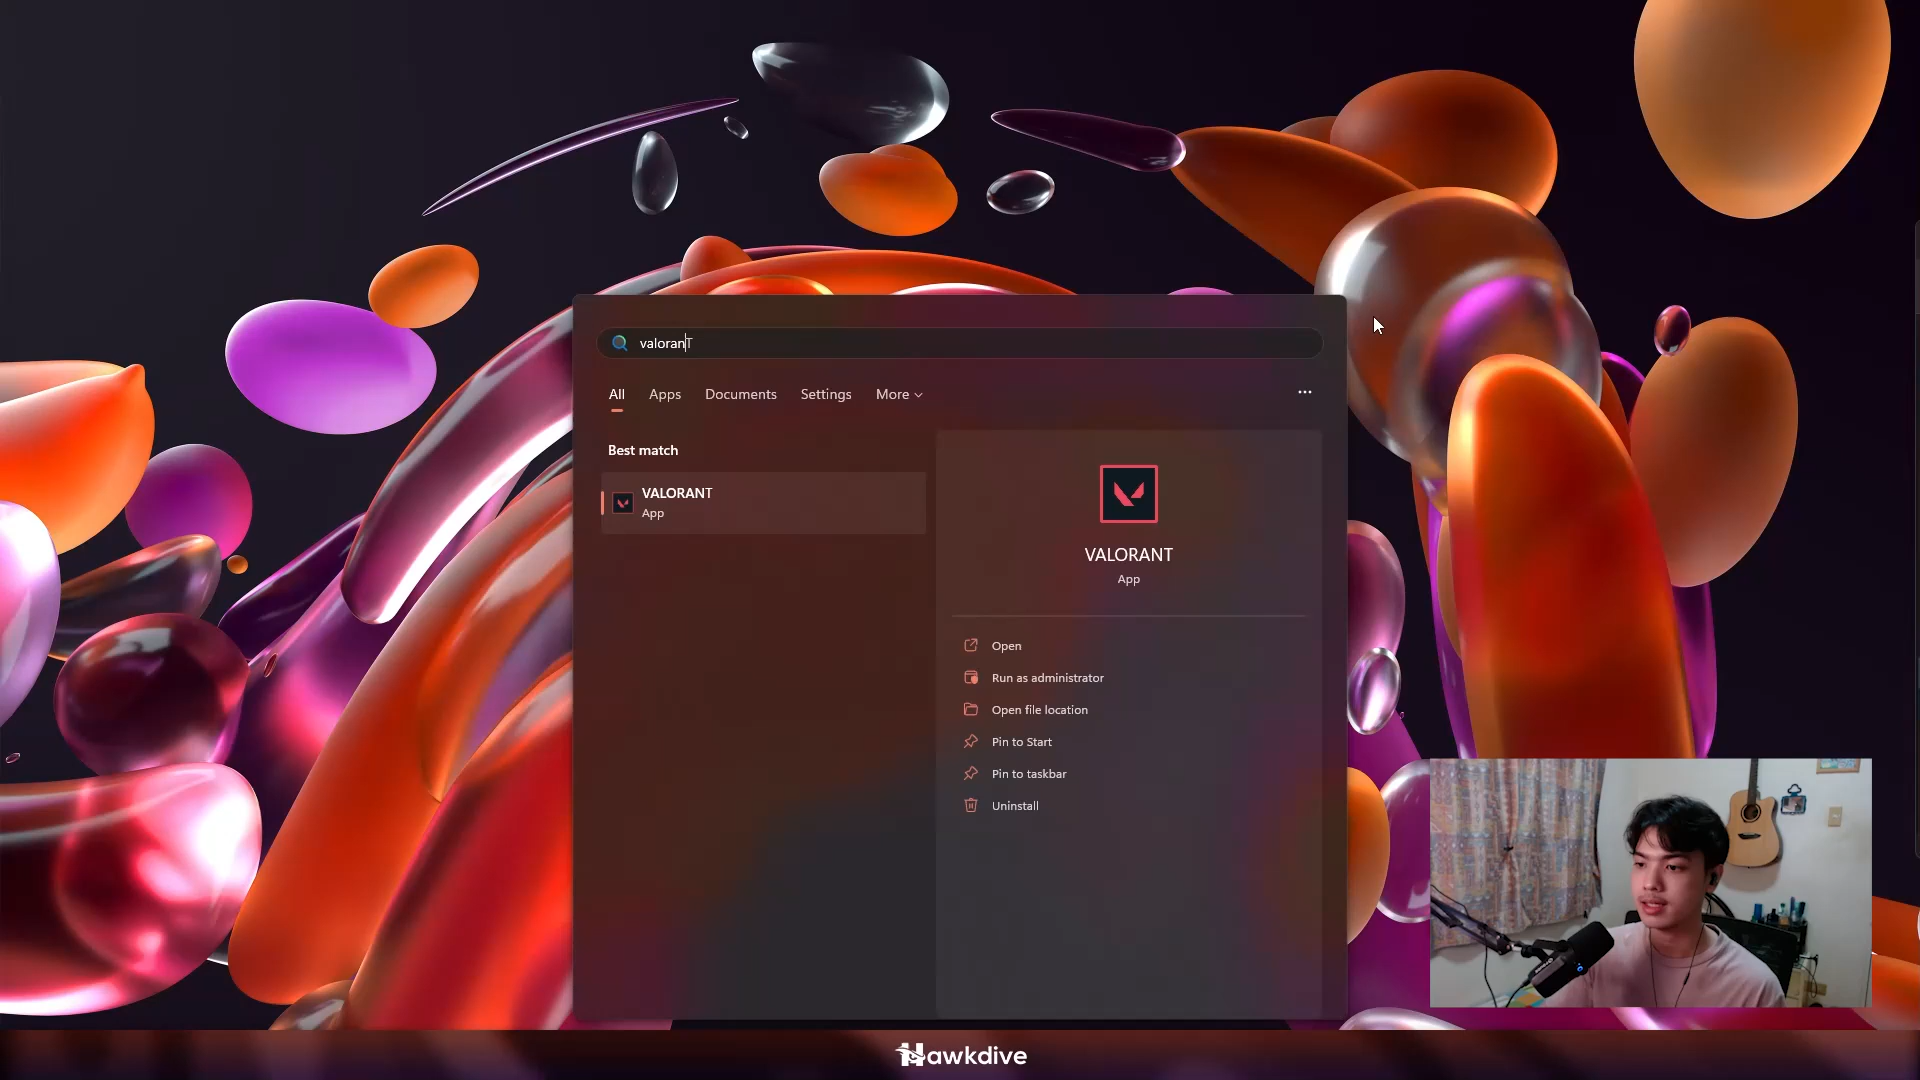 valoranT
All Apps Documents Settings More
Best match
VALORANT
App
VALORANT
App
Open
Run as administrator
Open file location
Pin to Start
Pin to taskbar
Uninstall
Hawkdive